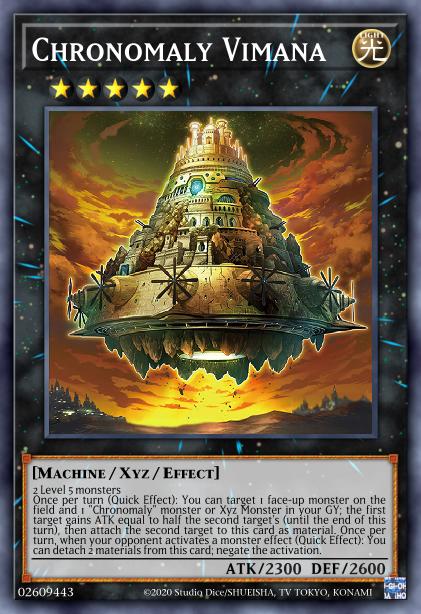 CHRONOMALY VIMANA
LIGHT
光
[MACHINE / XYZ / EFFECT]
2 Level 5 monsters
Once per turn (Quick Effect): You can target 1 face-up monster on the
field and 1 "Chronomaly" monster or Xyz Monster in your GY; the first
target gains ATK equal to half the second target's (until the end of this
turn), then attach the second target to this card as material. Once per
turn, when your opponent activates a monster effect (Quick Effect): You
can detach 2 materials from this card; negate the activation.
ATK/2300 DEF/2600
02609443
©2020 Studio Dice/SHUEISHA, TV TOKYO, KONAMI